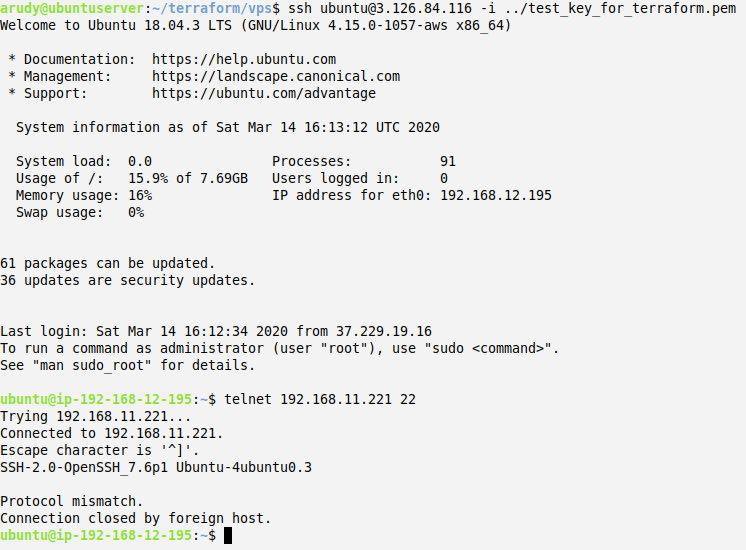 arudy@ubuntuserver:~/terraform/vps$ ssh ubuntu@3.126.84.116 -i ../test_key_for_terraform.pem
Welcome to Ubuntu 18.04.3 LTS (GNU/Linux 4.15.0-1057-aws x86_64)
* Documentation:  https://help.ubuntu.com
* Management:     https://landscape.canonical.com
* Support:        https://ubuntu.com/advantage
System information as of Sat Mar 14 16:13:12 UTC 2020
System load:  0.0               Processes:           91
Usage of /:   15.9% of 7.69GB   Users logged in:     0
Memory usage: 16%               IP address for eth0: 192.168.12.195
Swap usage:   0%
61 packages can be updated.
36 updates are security updates.
Last login: Sat Mar 14 16:12:34 2020 from 37.229.19.16
To run a command as administrator (user "root"), use "sudo <command>".
See "man sudo_root" for details.
ubuntu@ip-192-168-12-195:~$ telnet 192.168.11.221 22
Trying 192.168.11.221...
Connected to 192.168.11.221.
Escape character is '^]'.
SSH-2.0-OpenSSH_7.6p1 Ubuntu-4ubuntu0.3
Protocol mismatch.
Connection closed by foreign host.
ubuntu@ip-192-168-12-195:~$